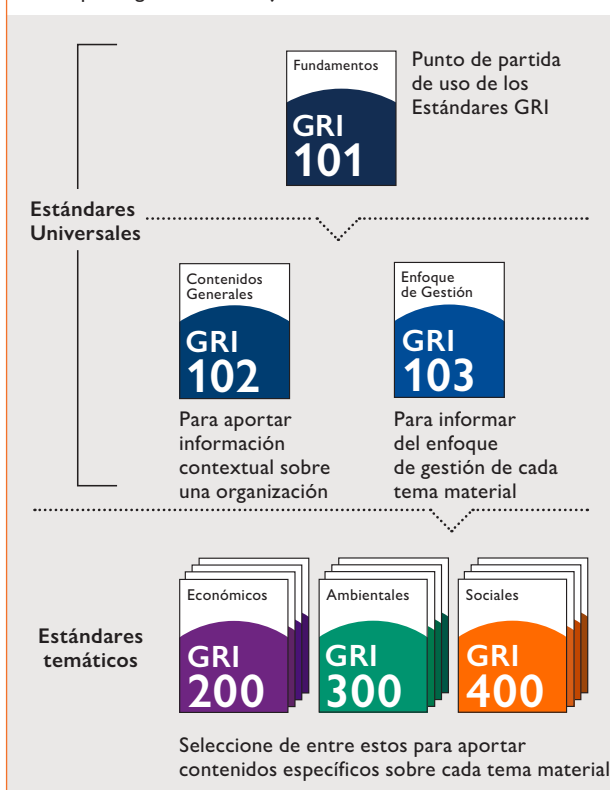 Fundamentos
GRI
101
Punto de partida
de uso de los
Estándares GRI
Estándares
Universales
Contenidos
Generales
GRI
102
Para aportar
información
contextual sobre
una organización
Enfoque
de Gestión
GRI
103
Para informar
del enfoque
de gestión de cada
tema material
Estándares
temáticos
Económicos
GRI
200
Ambientales
GRI
300
Sociales
GRI
400
Seleccione de entre estos para aportar
contenidos específicos sobre cada tema material